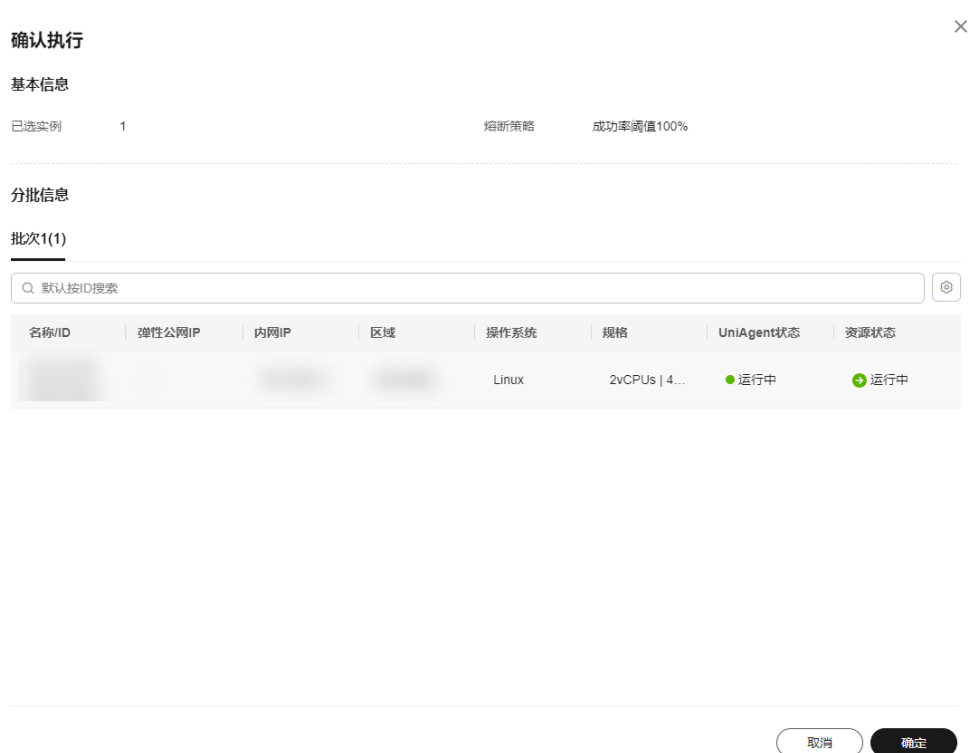 确认执行
基本信息
已选实例 1 熔断策略 成功率阈值100%
分批信息
批次1(1)
默认按ID搜索
名称/ID 弹性公网IP 内网IP 区域 操作系统 规格 UniAgent状态 资源状态
Linux 2vCPUs | 4... 运行中 运行中
取消 确定